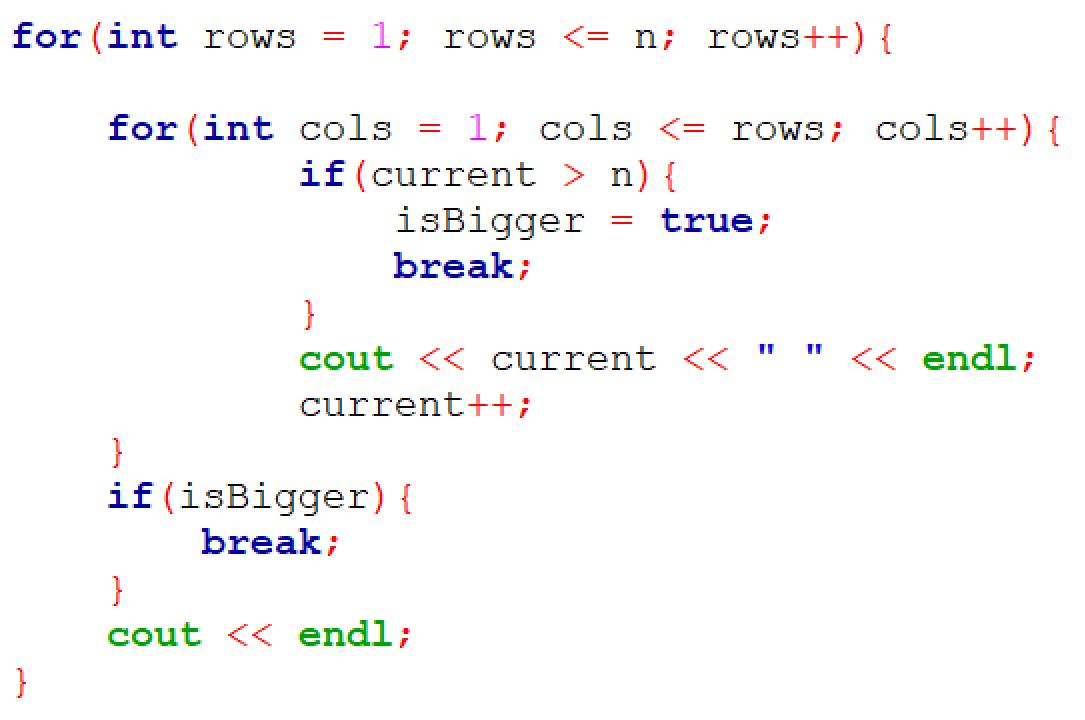 for(int rows = 1; rows <= n; rows++){
for(int cols = 1; cols <= rows; cols++){
if(current > n){
isBigger = true;
break;
}
cout << current << " " << endl;
current++;
}
if(isBigger){
break;
}
cout << endl;
}